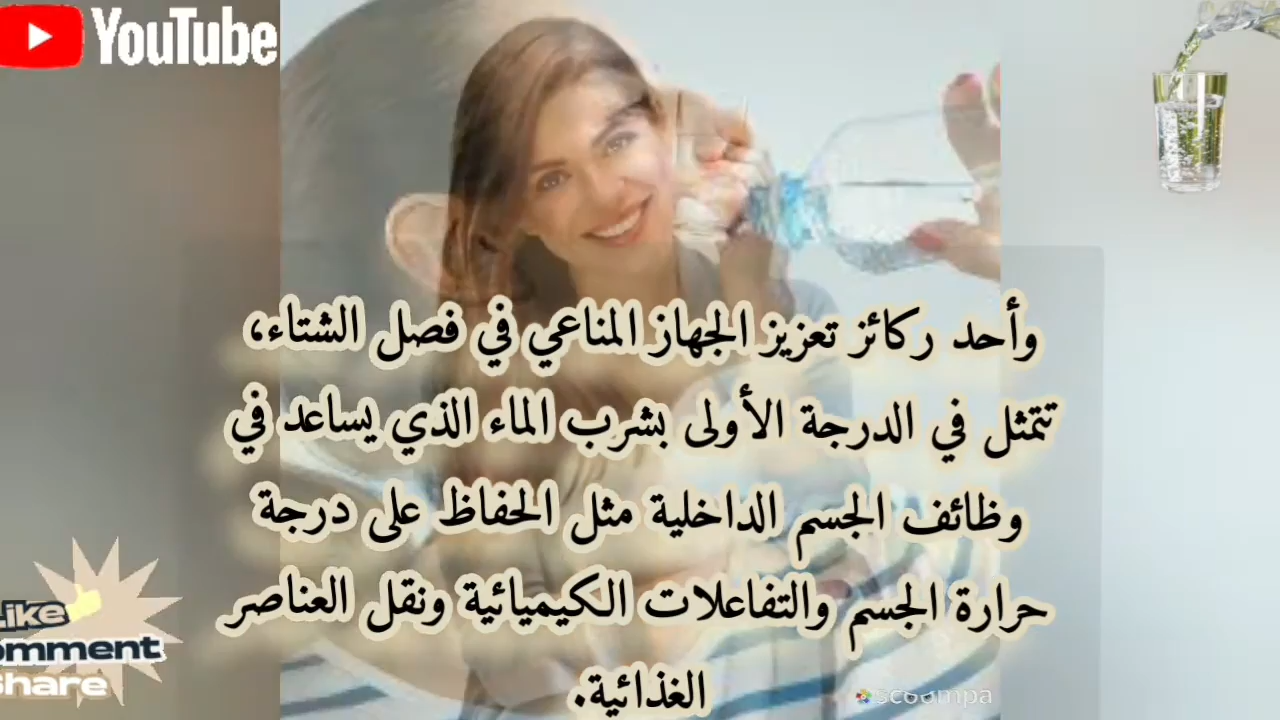 YouTube
وأحد ركائز تعزيز الجهاز المناعي في فصل الشتاء،
تتمثل في الدرجة الأولى بشرب الماء الذي يساعد في
وظائف الجسم الداخلية مثل الحفاظ على درجة
حرارة الجسم والتفاعلات الكيميائية ونقل العناصر
الغذائية.
Like
omment
Share
scoompa